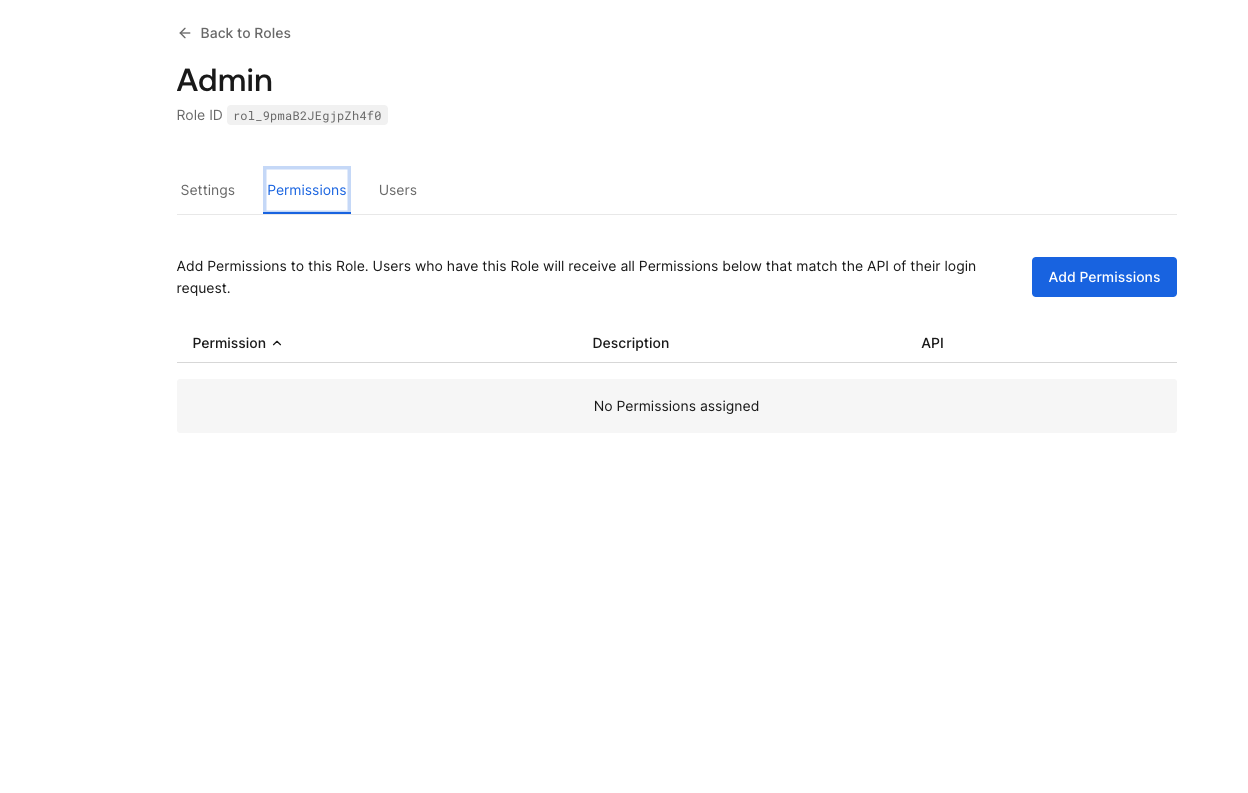 Back to Roles
Admin
Role ID rol_9pmaB2JEgjpZh4f0
Settings Permissions Users
Add Permissions to this Role. Users who have this Role will receive all Permissions below that match the API of their login
request.
Add Permissions
Permission Description API
No Permissions assigned